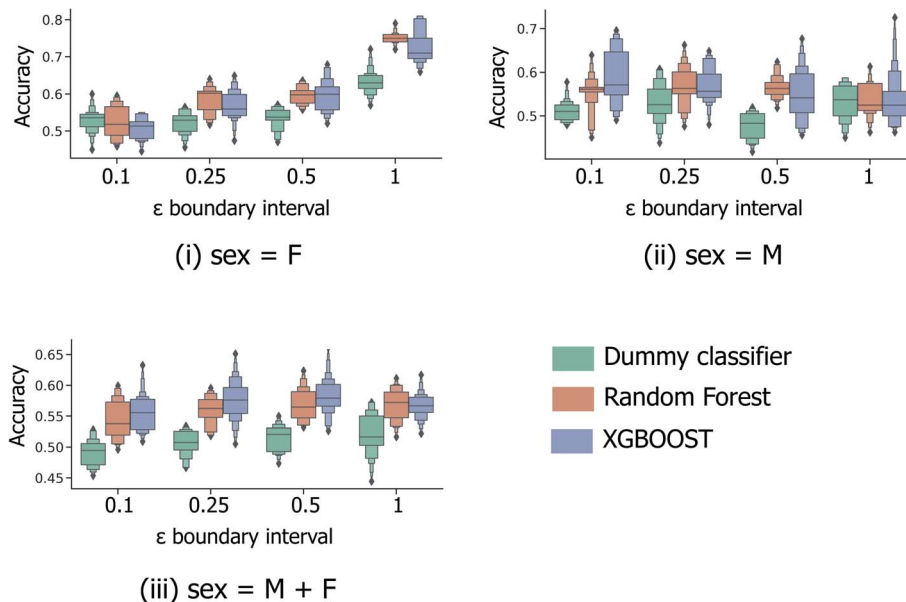 0.8
0.7
0.6
0.5
Accuracy
0.1 0.25 0.5 1
ε boundary interval
(i) sex = F
0.7
0.6
0.5
Accuracy
0.1 0.25 0.5 1
ε boundary interval
(ii) sex = M
0.65
0.60
0.55
0.50
0.45
Accuracy
0.1 0.25 0.5 1
ε boundary interval
(iii) sex = M + F
Dummy classifier
Random Forest
XGBOOST